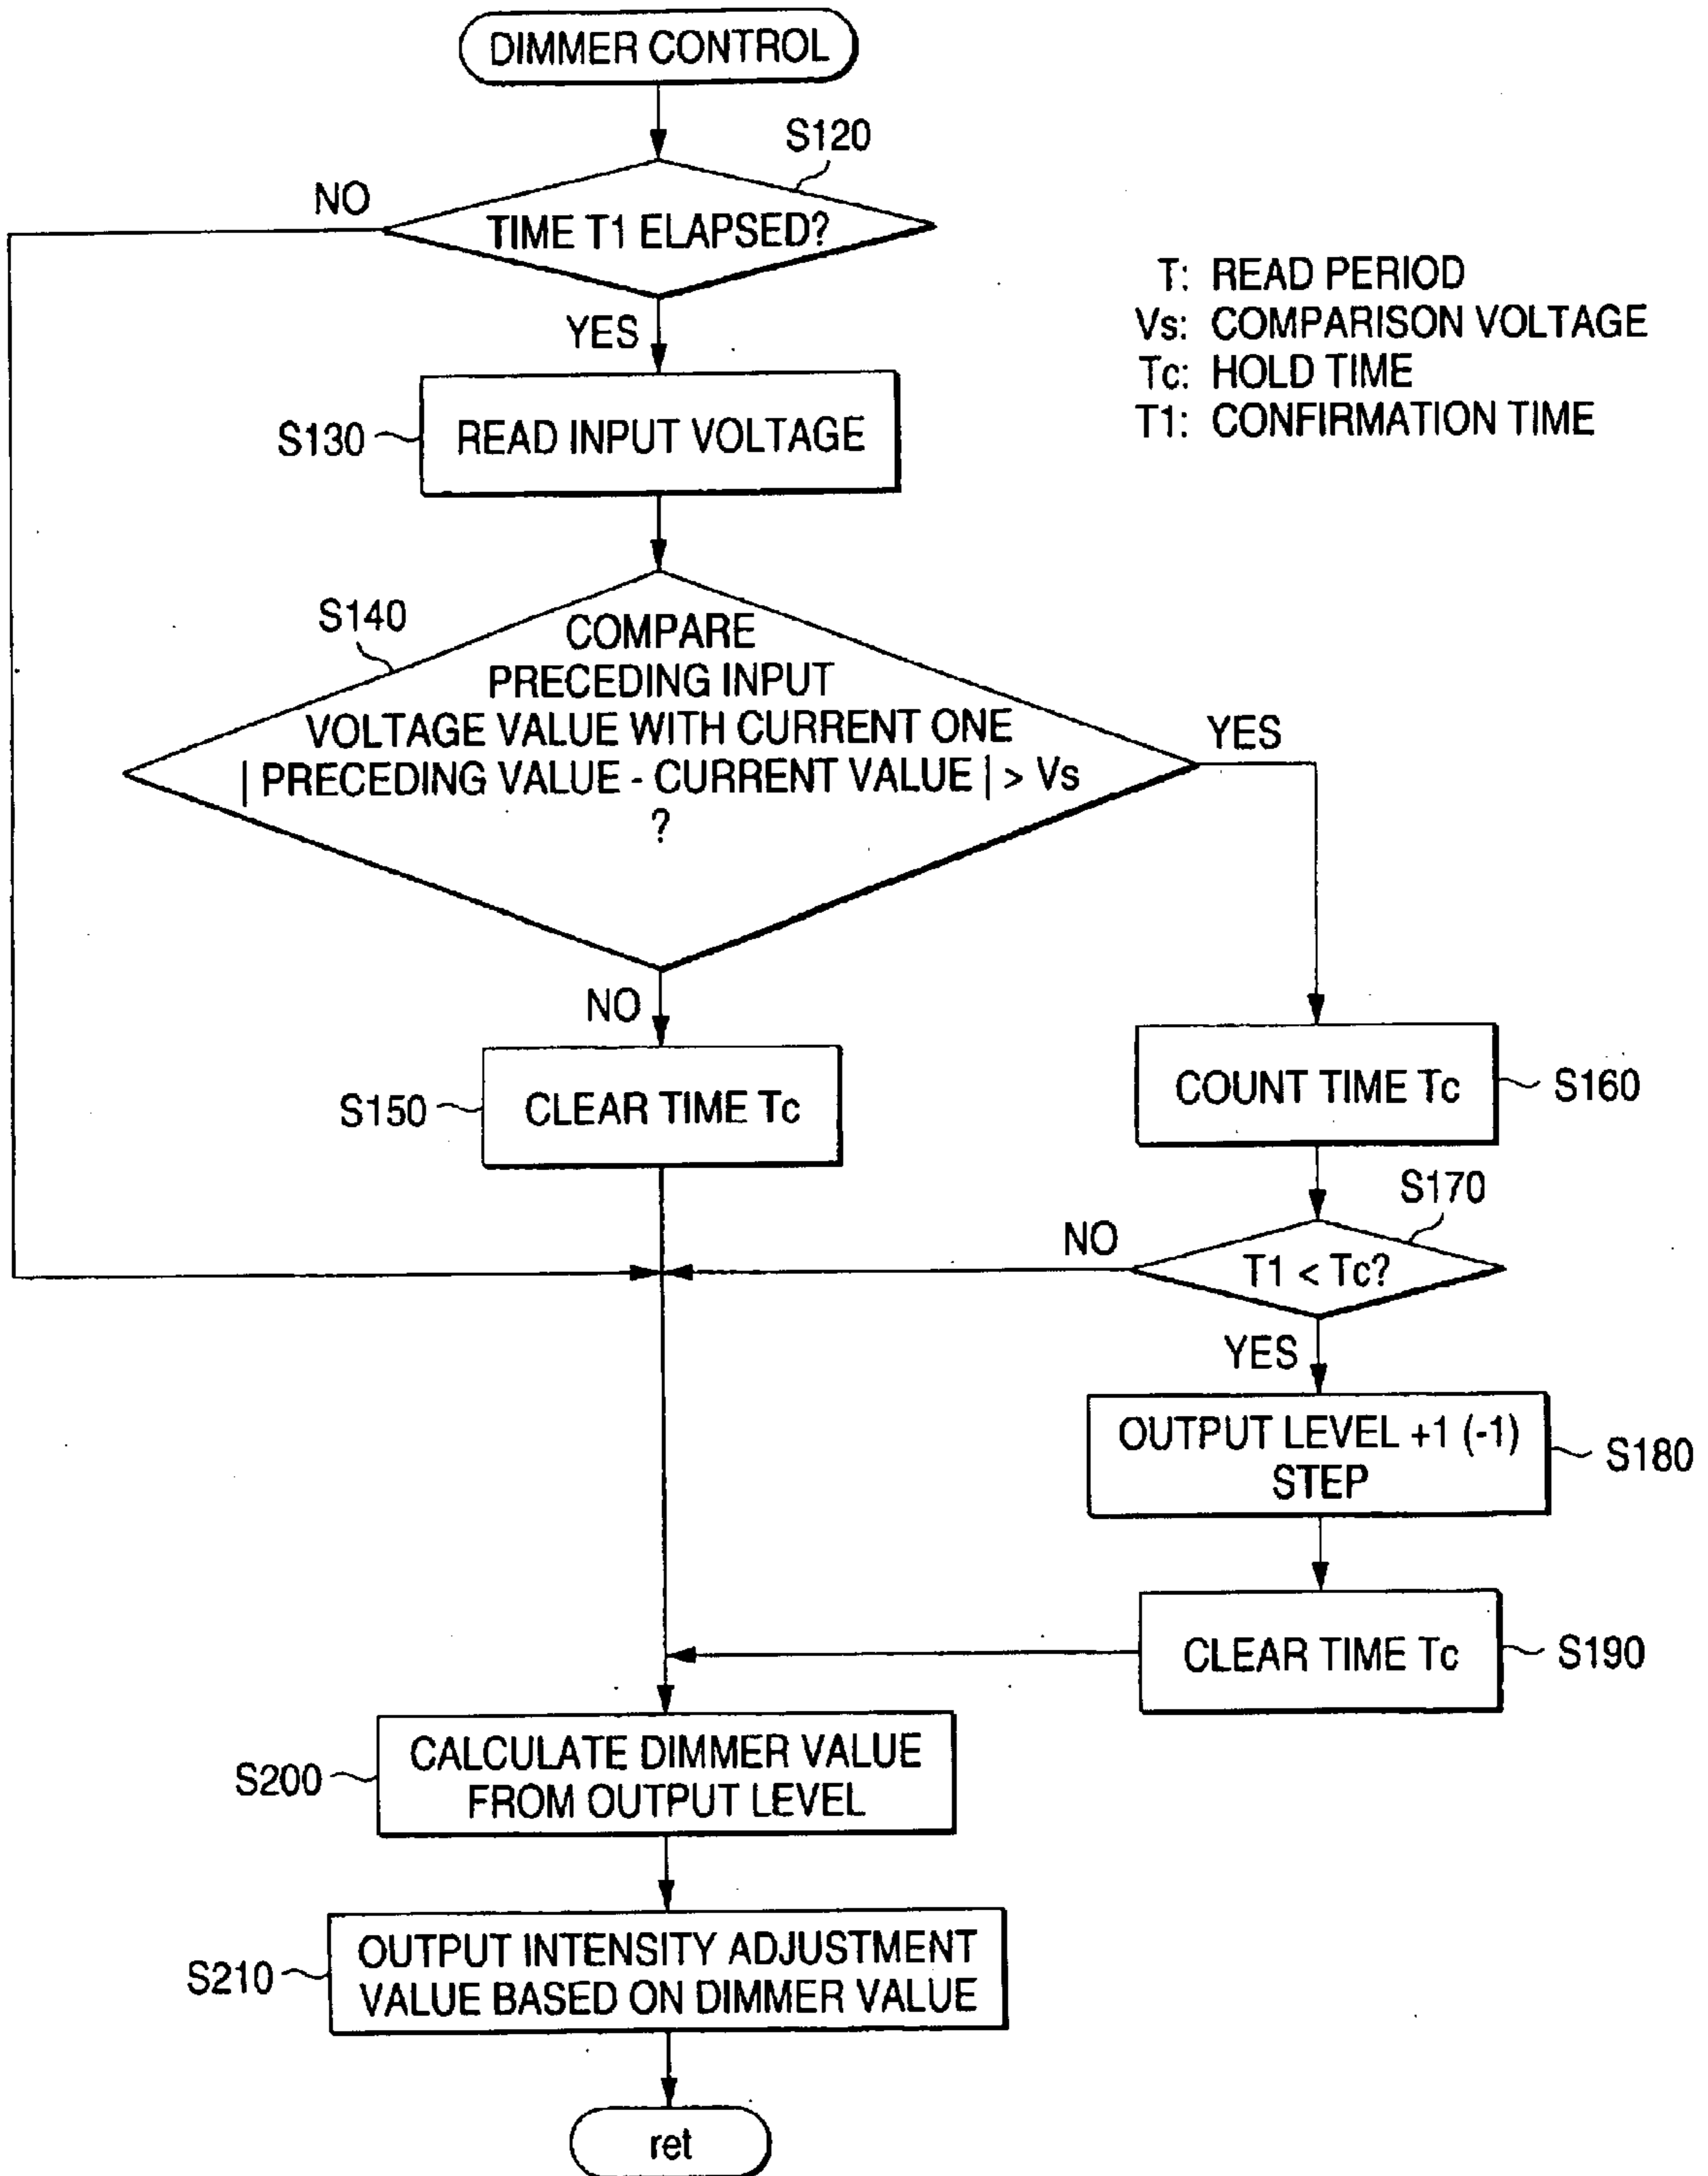 DIMMER CONTROL
S120
NO
TIME T1 ELAPSED?
YES
T: READ PERIOD
Vs: COMPARISON VOLTAGE
Tc: HOLD TIME
T1: CONFIRMATION TIME
S130
READ INPUT VOLTAGE
S140
COMPARE
PRECEDING INPUT
VOLTAGE VALUE WITH CURRENT ONE
| PRECEDING VALUE - CURRENT VALUE | > Vs
?
YES
NO
S150
CLEAR TIME Tc
COUNT TIME Tc
S160
S170
NO
T1 < Tc?
YES
OUTPUT LEVEL +1 (-1)
STEP
S180
CLEAR TIME Tc
S190
S200
CALCULATE DIMMER VALUE
FROM OUTPUT LEVEL
S210
OUTPUT INTENSITY ADJUSTMENT
VALUE BASED ON DIMMER VALUE
ret